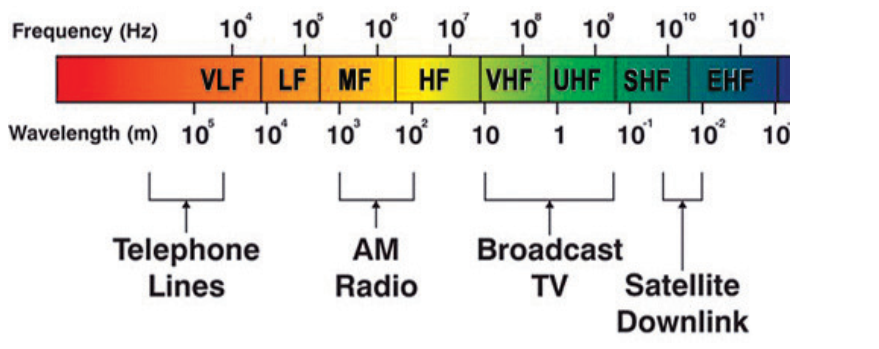 Frequency (Hz) 10⁴ 10⁵ 10⁶ 10⁷ 10⁸ 10⁹ 10¹⁰ 10¹¹
VLF LF MF HF VHF UHF SHF EHF
Wavelength (m) 10⁵ 10⁴ 10³ 10² 10 1 10⁻¹ 10⁻²
Telephone
Lines
AM
Radio
Broadcast
TV
Satellite
Downlink